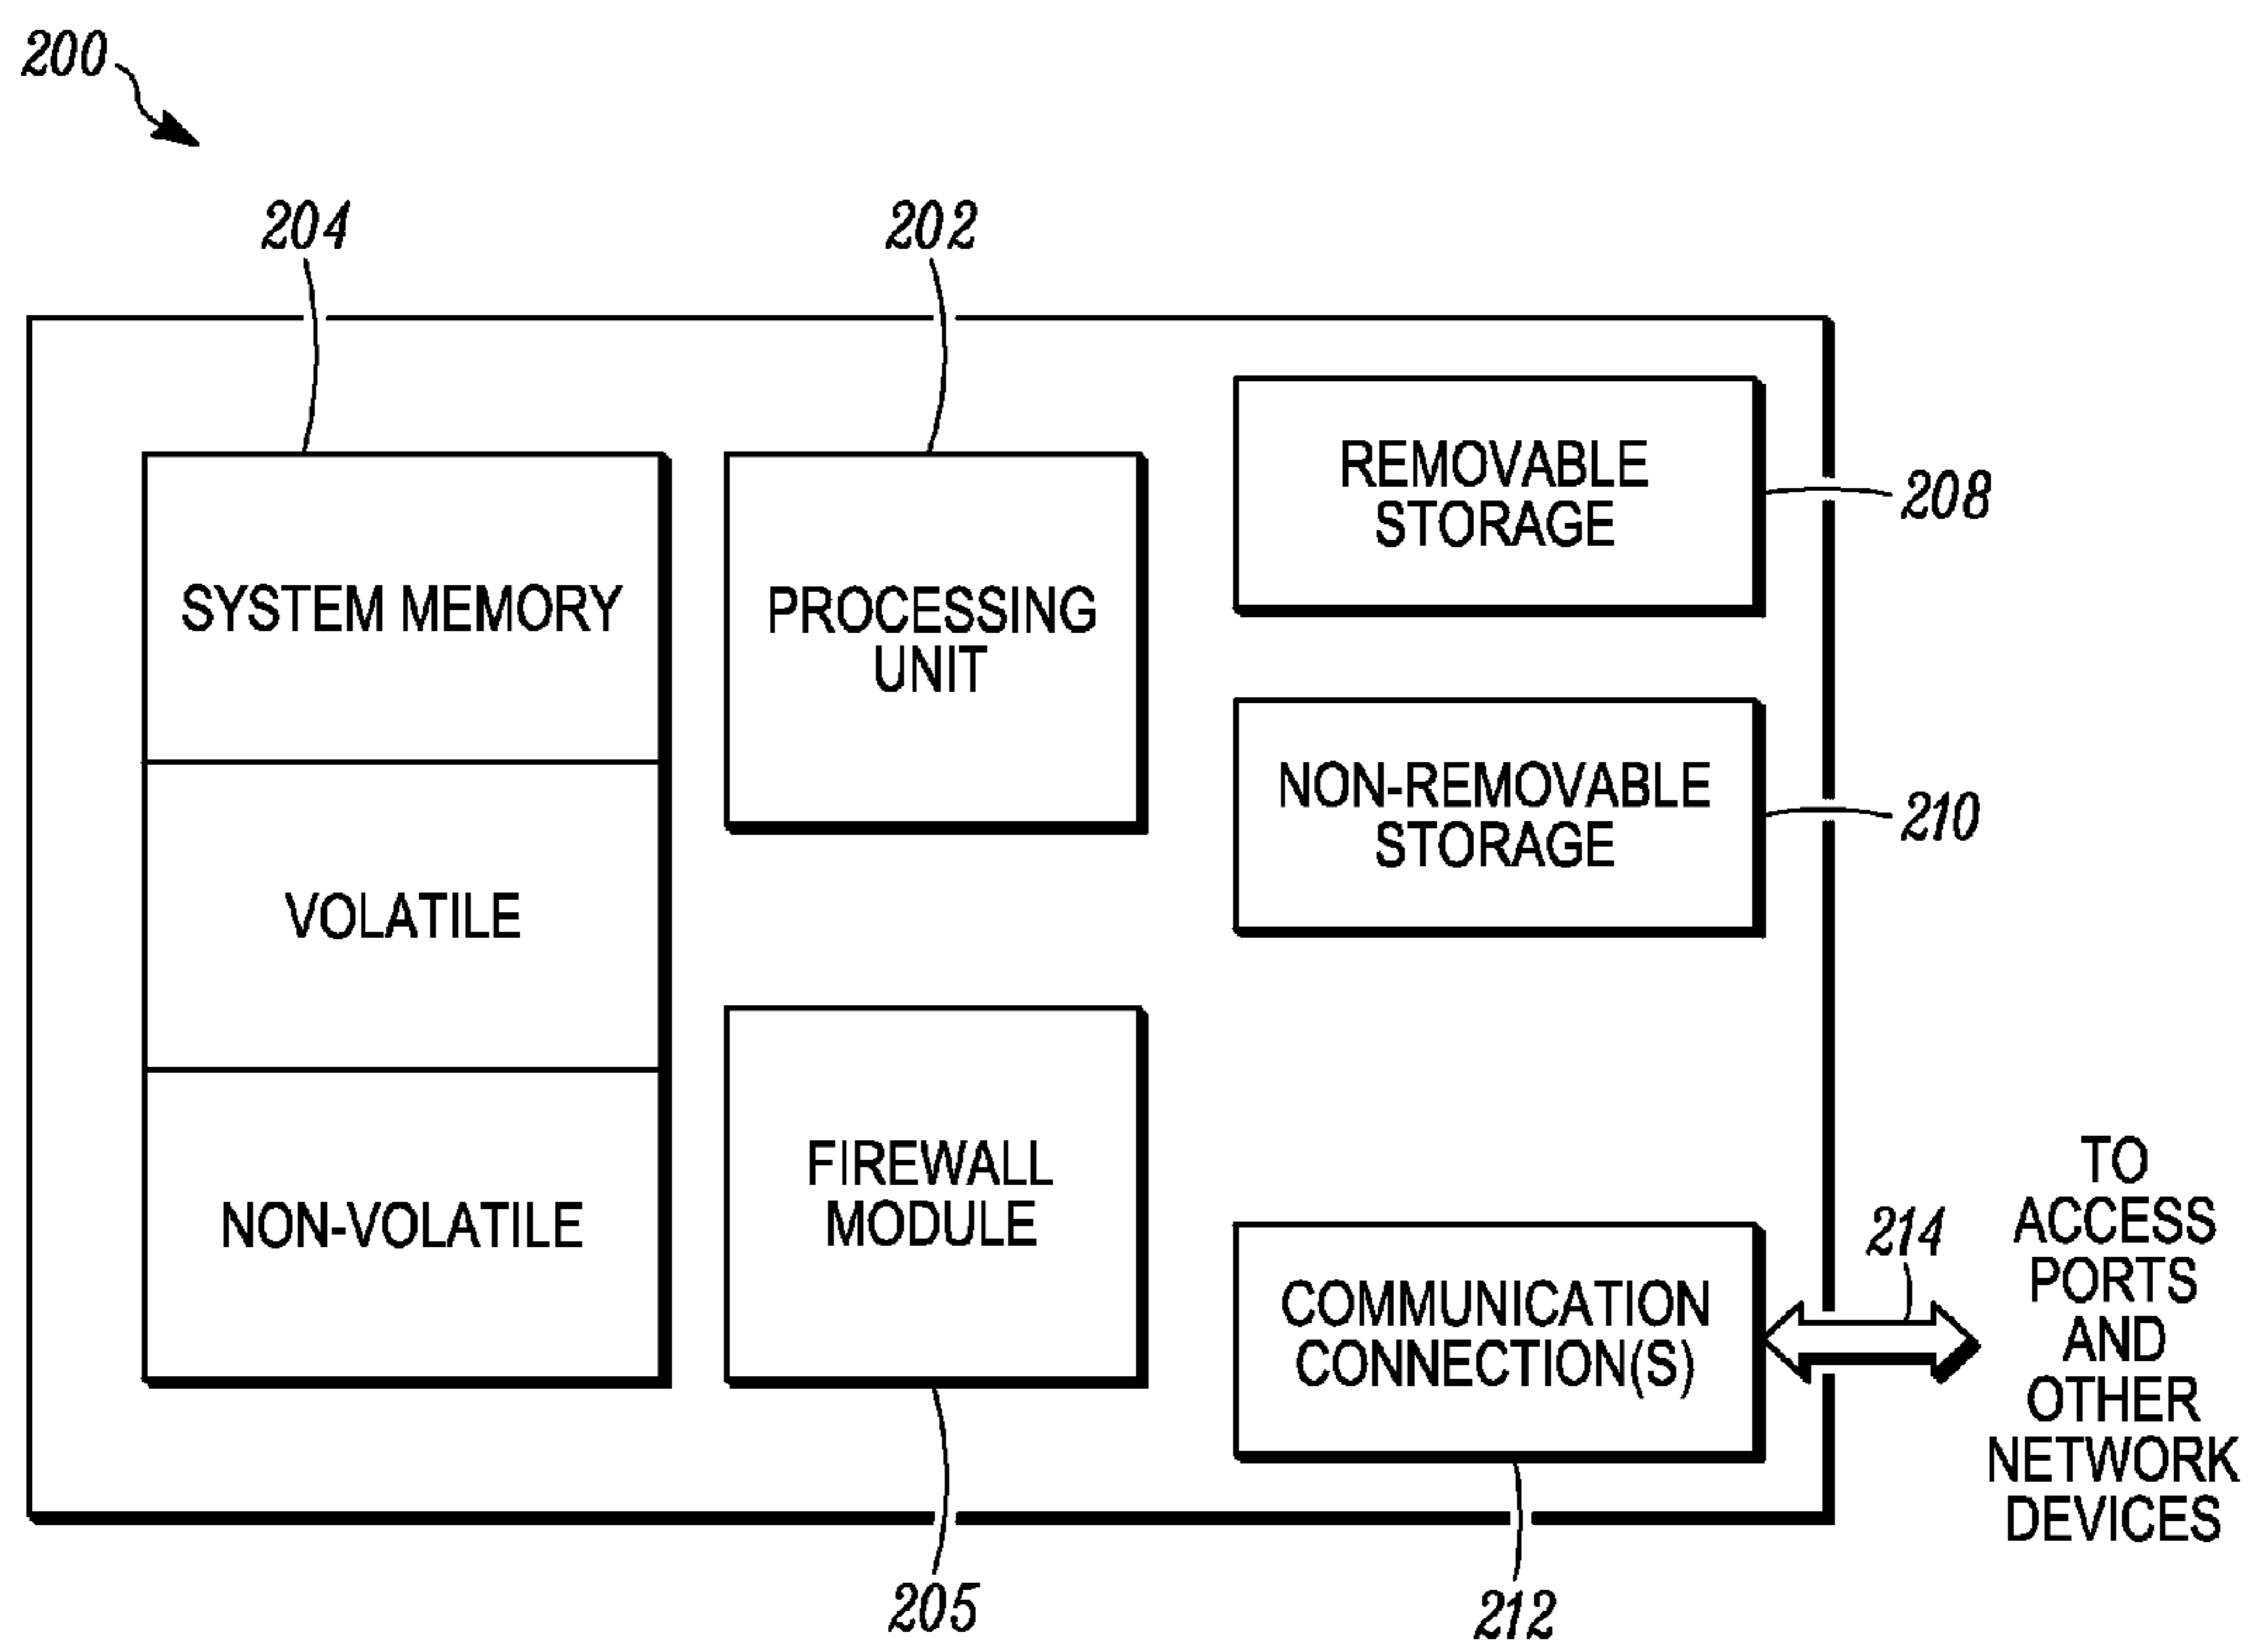 200
204
202
REMOVABLE
STORAGE
208
SYSTEM MEMORY
PROCESSING
UNIT
NON-REMOVABLE
STORAGE
210
VOLATILE
FIREWALL
MODULE
NON-VOLATILE
COMMUNICATION
CONNECTION(S)
214
TO
ACCESS
PORTS
AND
OTHER
NETWORK
DEVICES
205
212